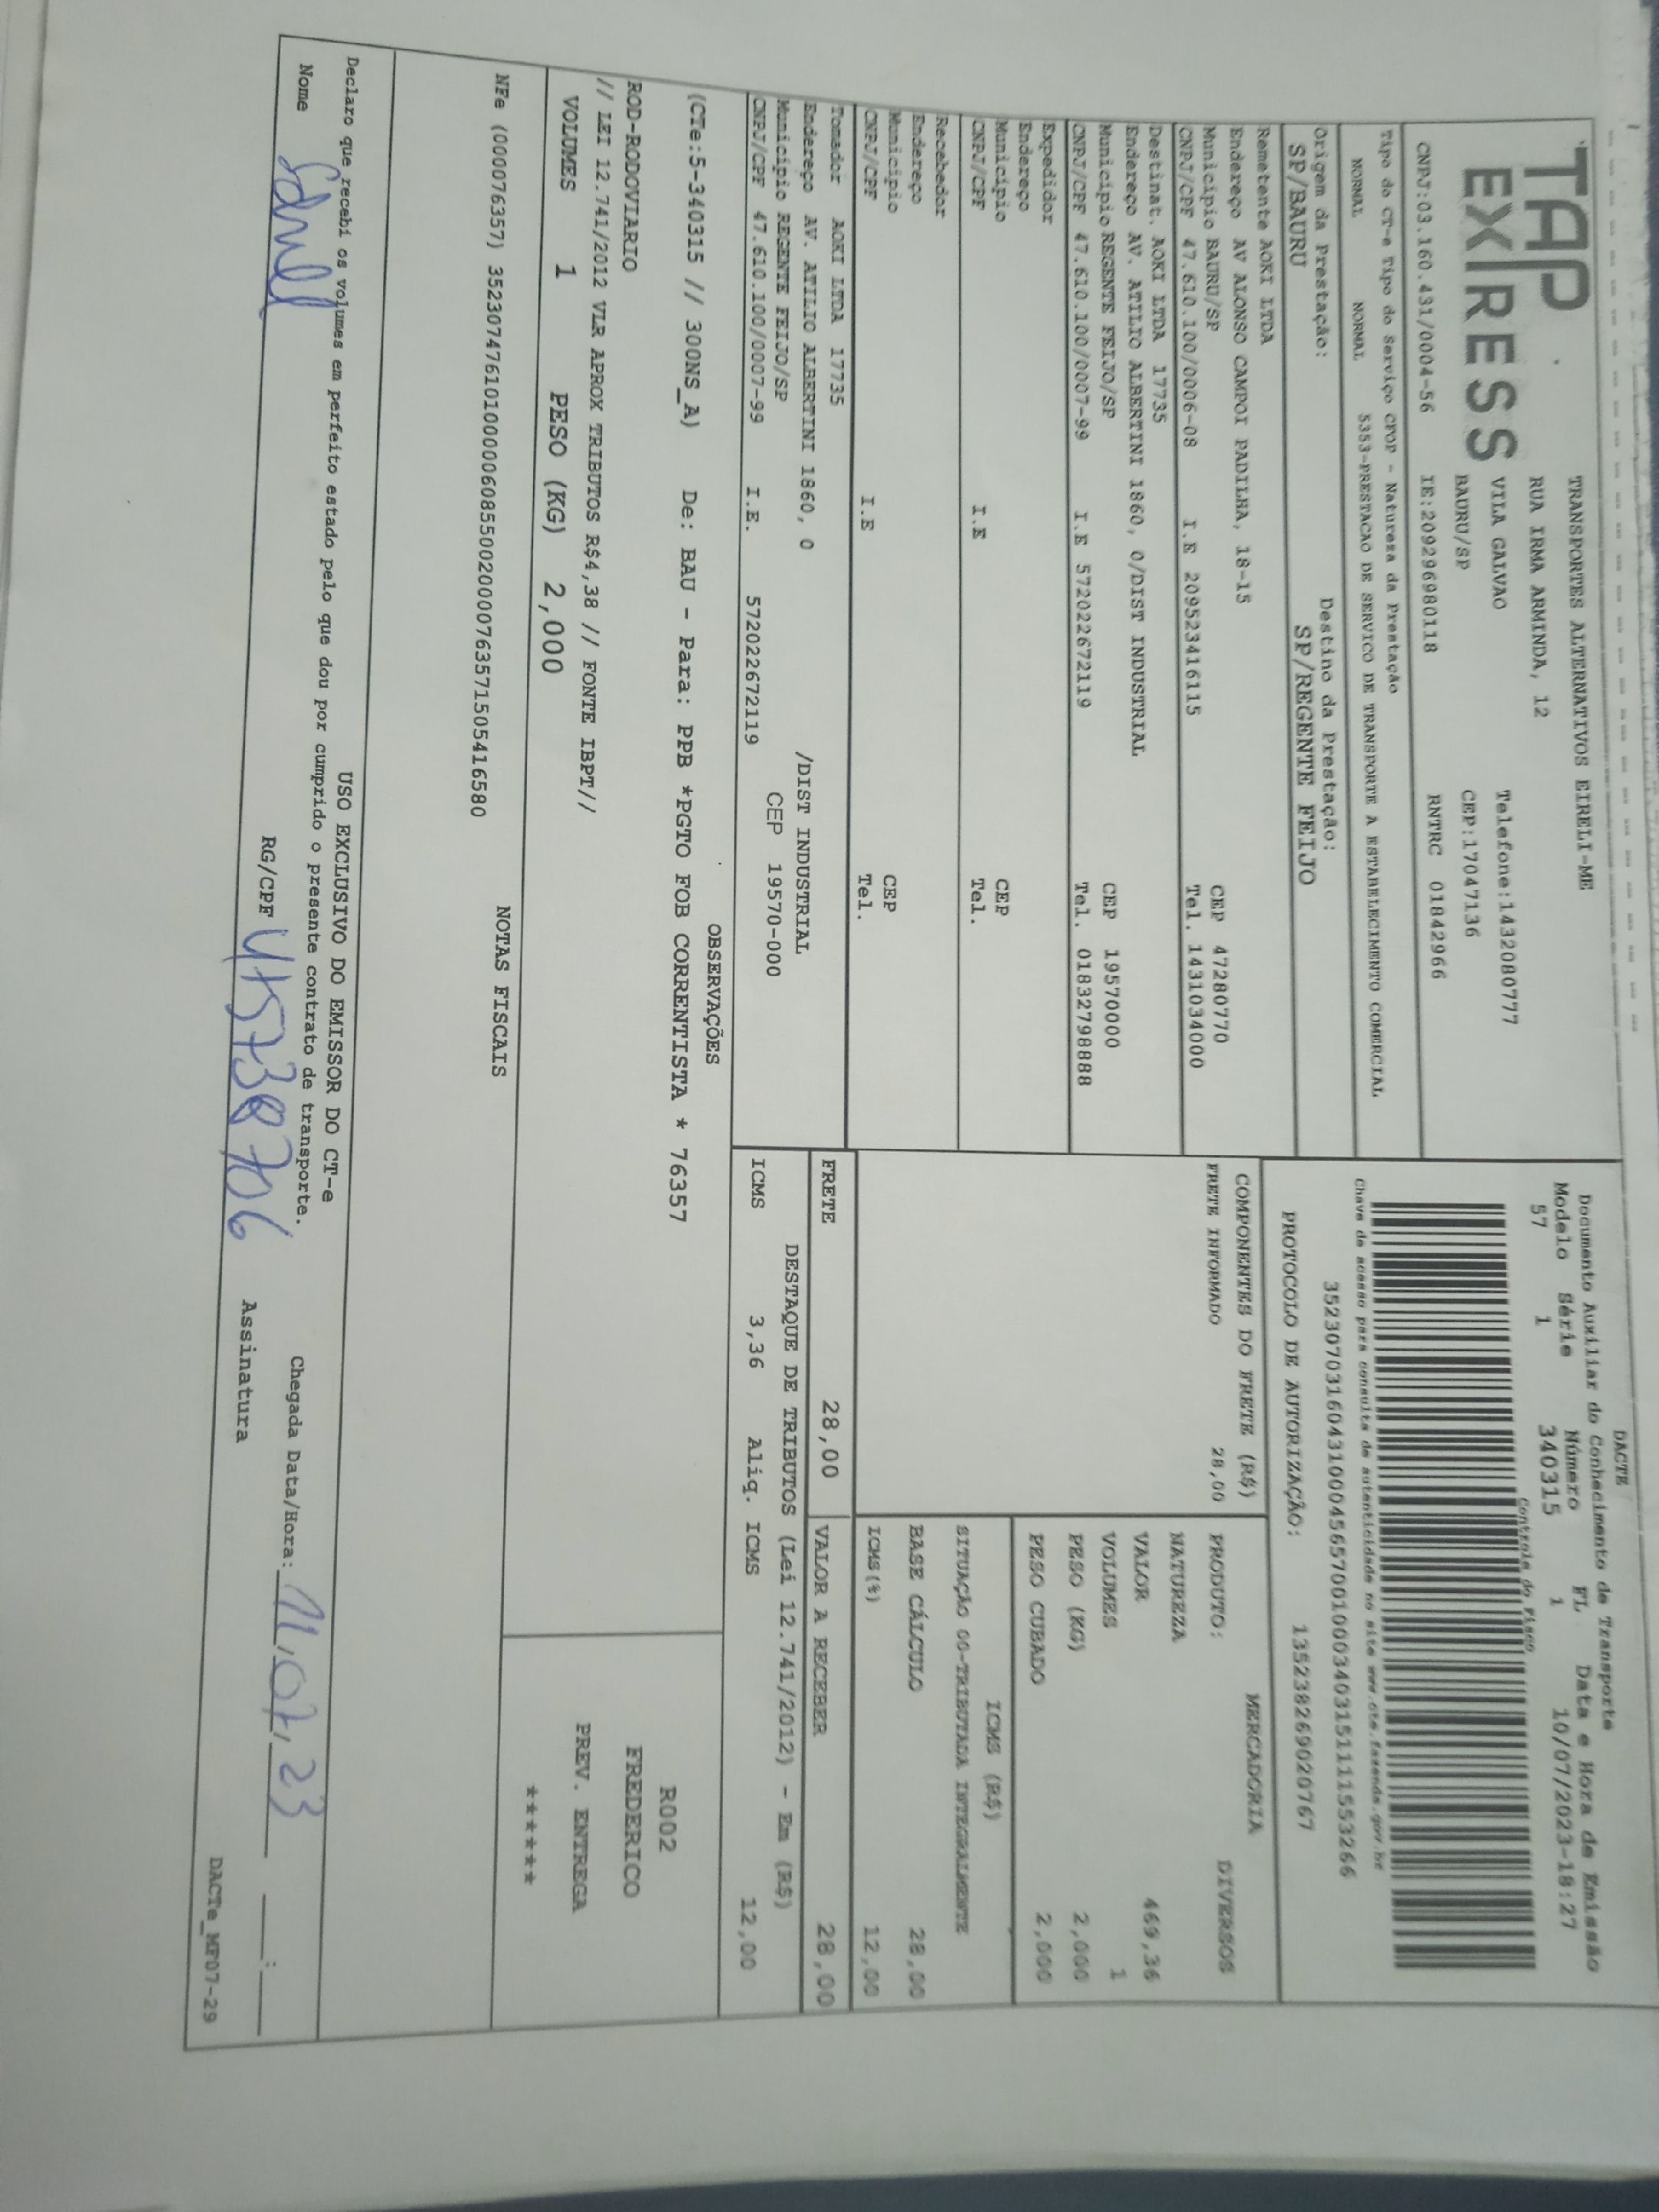 TAP
EXPRESS
TRANSPORTES ALTERNATIVOS EIRELI-ME
RUA IRMA ARMINDA, 12
VILA GALVAO Telefone:1432080777
BAURU/SP CEP:17047136
CNPJ:03.160.431/0004-56 IE:209296980118 RNTRC 01842966
Tipo do CT-e Tipo do Serviço CFOP - Natureza da Prestação
NORMAL NORMAL 5353-PRESTACAO DE SERVICO DE TRANSPORTE A ESTABELECIMENTO COMERCIAL
Origem da Prestação: Destino da Prestação:
SP/BAURU SP/REGENTE FEIJO
DACTE
Documento Auxiliar do Conhecimento de Transporte
Modelo Série Número FL Data e Hora de Emissão
57 1 340315 1 10/07/2023-18:27
Controle do Fisco
Chave de acesso para consulta de autenticidade no site www.cte.fazenda.gov.br
35230703160431000456570010003403151111553266
PROTOCOLO DE AUTORIZAÇÃO: 135238269020767
Remetente AOKI LTDA
Endereço AV ALONSO CAMPOI PADILHA, 18-15
Município BAURU/SP CEP 47280770
CNPJ/CPF 47.610.100/0006-08 I.E 209523416115 Tel. 1431034000
Destinat. AOKI LTDA 17735
Endereço AV. ATILIO ALBERTINI 1860, 0/DIST INDUSTRIAL
Município REGENTE FEIJO/SP CEP 19570000
CNPJ/CPF 47.610.100/0007-99 I.E 572022672119 Tel. 01832798888
Expedidor
Endereço
Município CEP
CNPJ/CPF I.E Tel.
Recebedor
Endereço
Município CEP
CNPJ/CPF I.E Tel.
Tomador AOKI LTDA 17735
Endereço AV. ATILIO ALBERTINI 1860, 0 /DIST INDUSTRIAL
Município REGENTE FEIJO/SP CEP 19570-000
CNPJ/CPF 47.610.100/0007-99 I.E. 572022672119
COMPONENTES DO FRETE (R$)
FRETE INFORMADO 28,00
MERCADORIA
PRODUTO: DIVERSOS
NATUREZA
VALOR 469,36
VOLUMES 1
PESO (KG) 2,000
PESO CUBADO 2,000
ICMS (R$)
SITUAÇÃO 00-TRIBUTADA INTEGRALMENTE
BASE CÁLCULO 28,00
ICMS(%) 12,00
FRETE 28,00 VALOR A RECEBER 28,00
DESTAQUE DE TRIBUTOS (Lei 12.741/2012) - Em (R$)
ICMS 3,36 Aliq. ICMS 12,00
OBSERVAÇÕES
(CTe:5-340315 // 300NS_A) De: BAU - Para: PPB *PGTO FOB CORRENTISTA * 76357
ROD-RODOVIARIO
// LEI 12.741/2012 VLR APROX TRIBUTOS R$4,38 // FONTE IBPT//
VOLUMES 1 PESO (KG) 2,000
R002
FREDERICO
PREV. ENTREGA
*******
NOTAS FISCAIS
NFe (000076357) 35230747610100000608550020000763571505416580
USO EXCLUSIVO DO EMISSOR DO CT-e
Declaro que recebi os volumes em perfeito estado pelo que dou por cumprido o presente contrato de transporte.
Chegada Data/Hora: 11,07,23 __:__
Nome RG/CPF Assinatura
DACTe_MF07-29